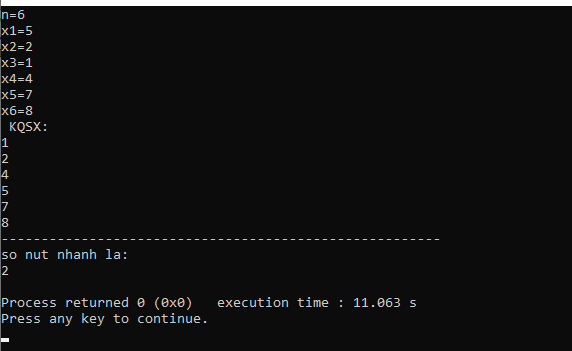 n=6
x1=5
x2=2
x3=1
x4=4
x5=7
x6=8
 KQSX:
1
2
4
5
7
8
-------------------------------------------------------
so nut nhanh la:
2

Process returned 0 (0x0)   execution time : 11.063 s
Press any key to continue.